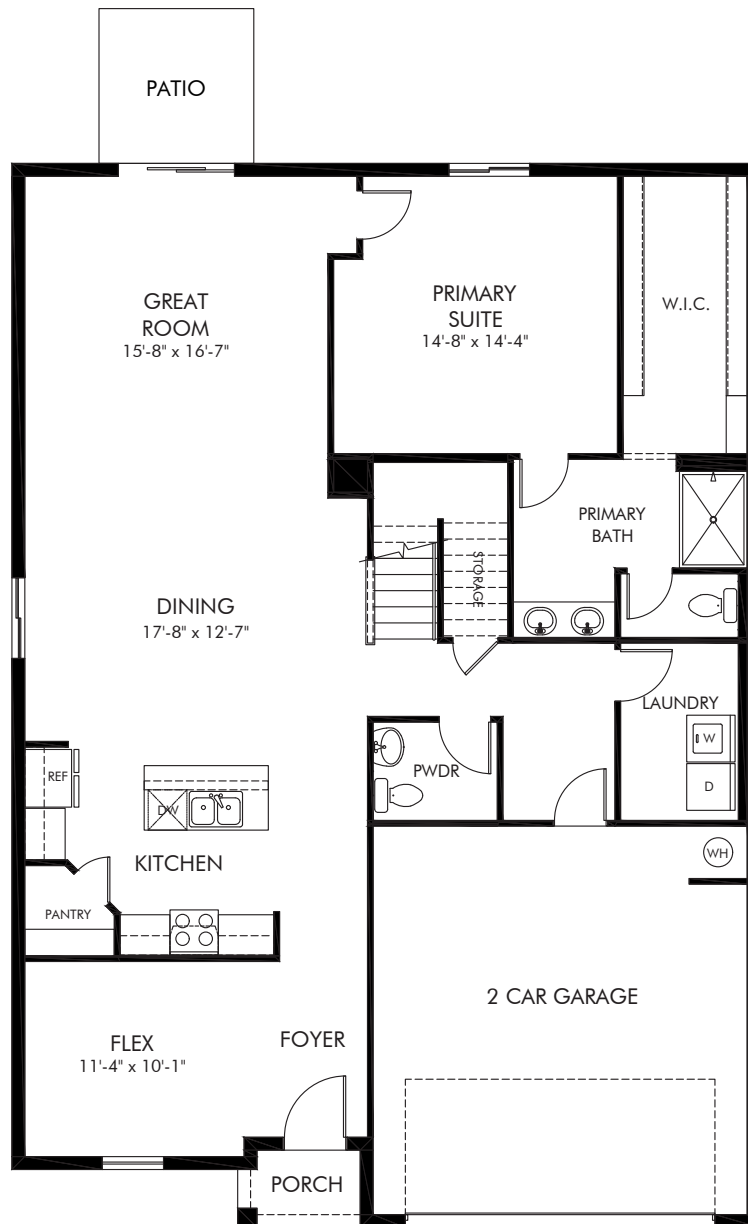 PATIO
GREAT
ROOM
15'-8" x 16'-7"
PRIMARY
SUITE
14'-8" x 14'-4"
W.I.C.
PRIMARY
BATH
STORAGE
DINING
17'-8" x 12'-7"
LAUNDRY
W
D
PWDR
REF
DW
KITCHEN
WH
PANTRY
2 CAR GARAGE
FLEX
11'-4" x 10'-1"
FOYER
PORCH